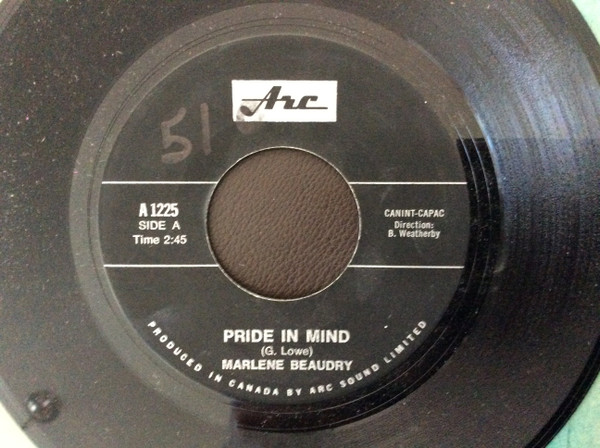 Arc
51
A 1225
SIDE A
Time 2:45
CANINT-CAPAC
Direction:
B. Weatherby
PRIDE IN MIND
(G. Lowe)
MARLENE BEAUDRY
PRODUCED IN CANADA BY ARC SOUND LIMITED